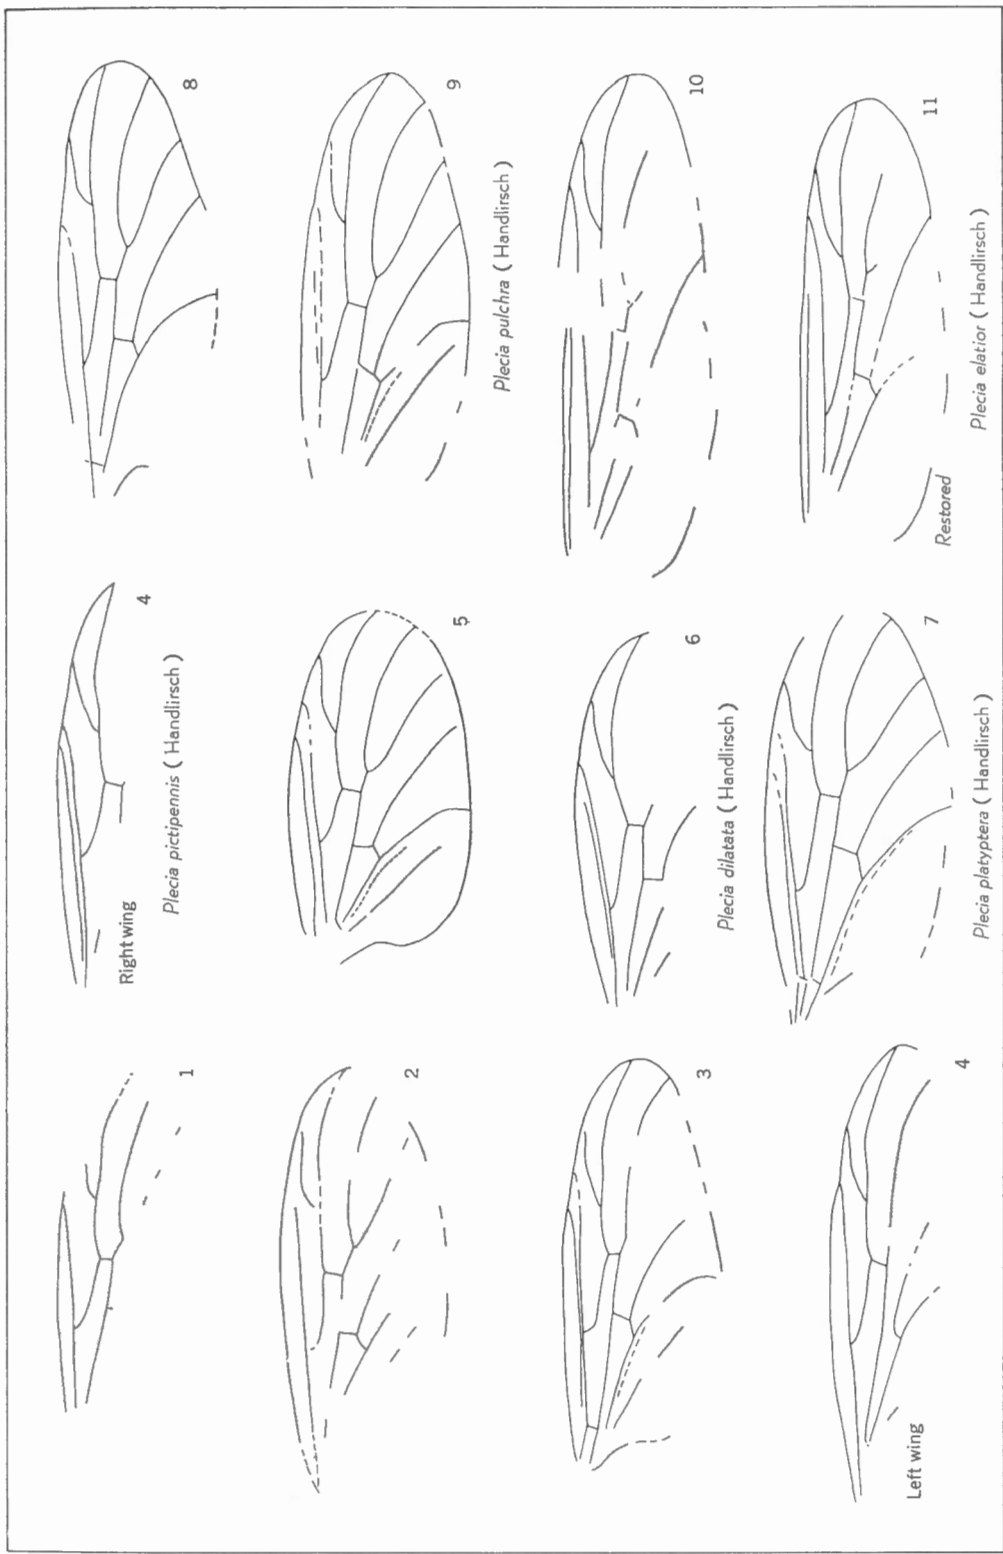 1
4
Right wing
Plecia pictipennis ( Handlirsch )
8
2
5
9
Plecia pulchra ( Handlirsch )
3
6
Plecia dilatata ( Handlirsch )
10
4
Left wing
7
Plecia platyptera ( Handlirsch )
11
Restored
Plecia elatior ( Handlirsch )